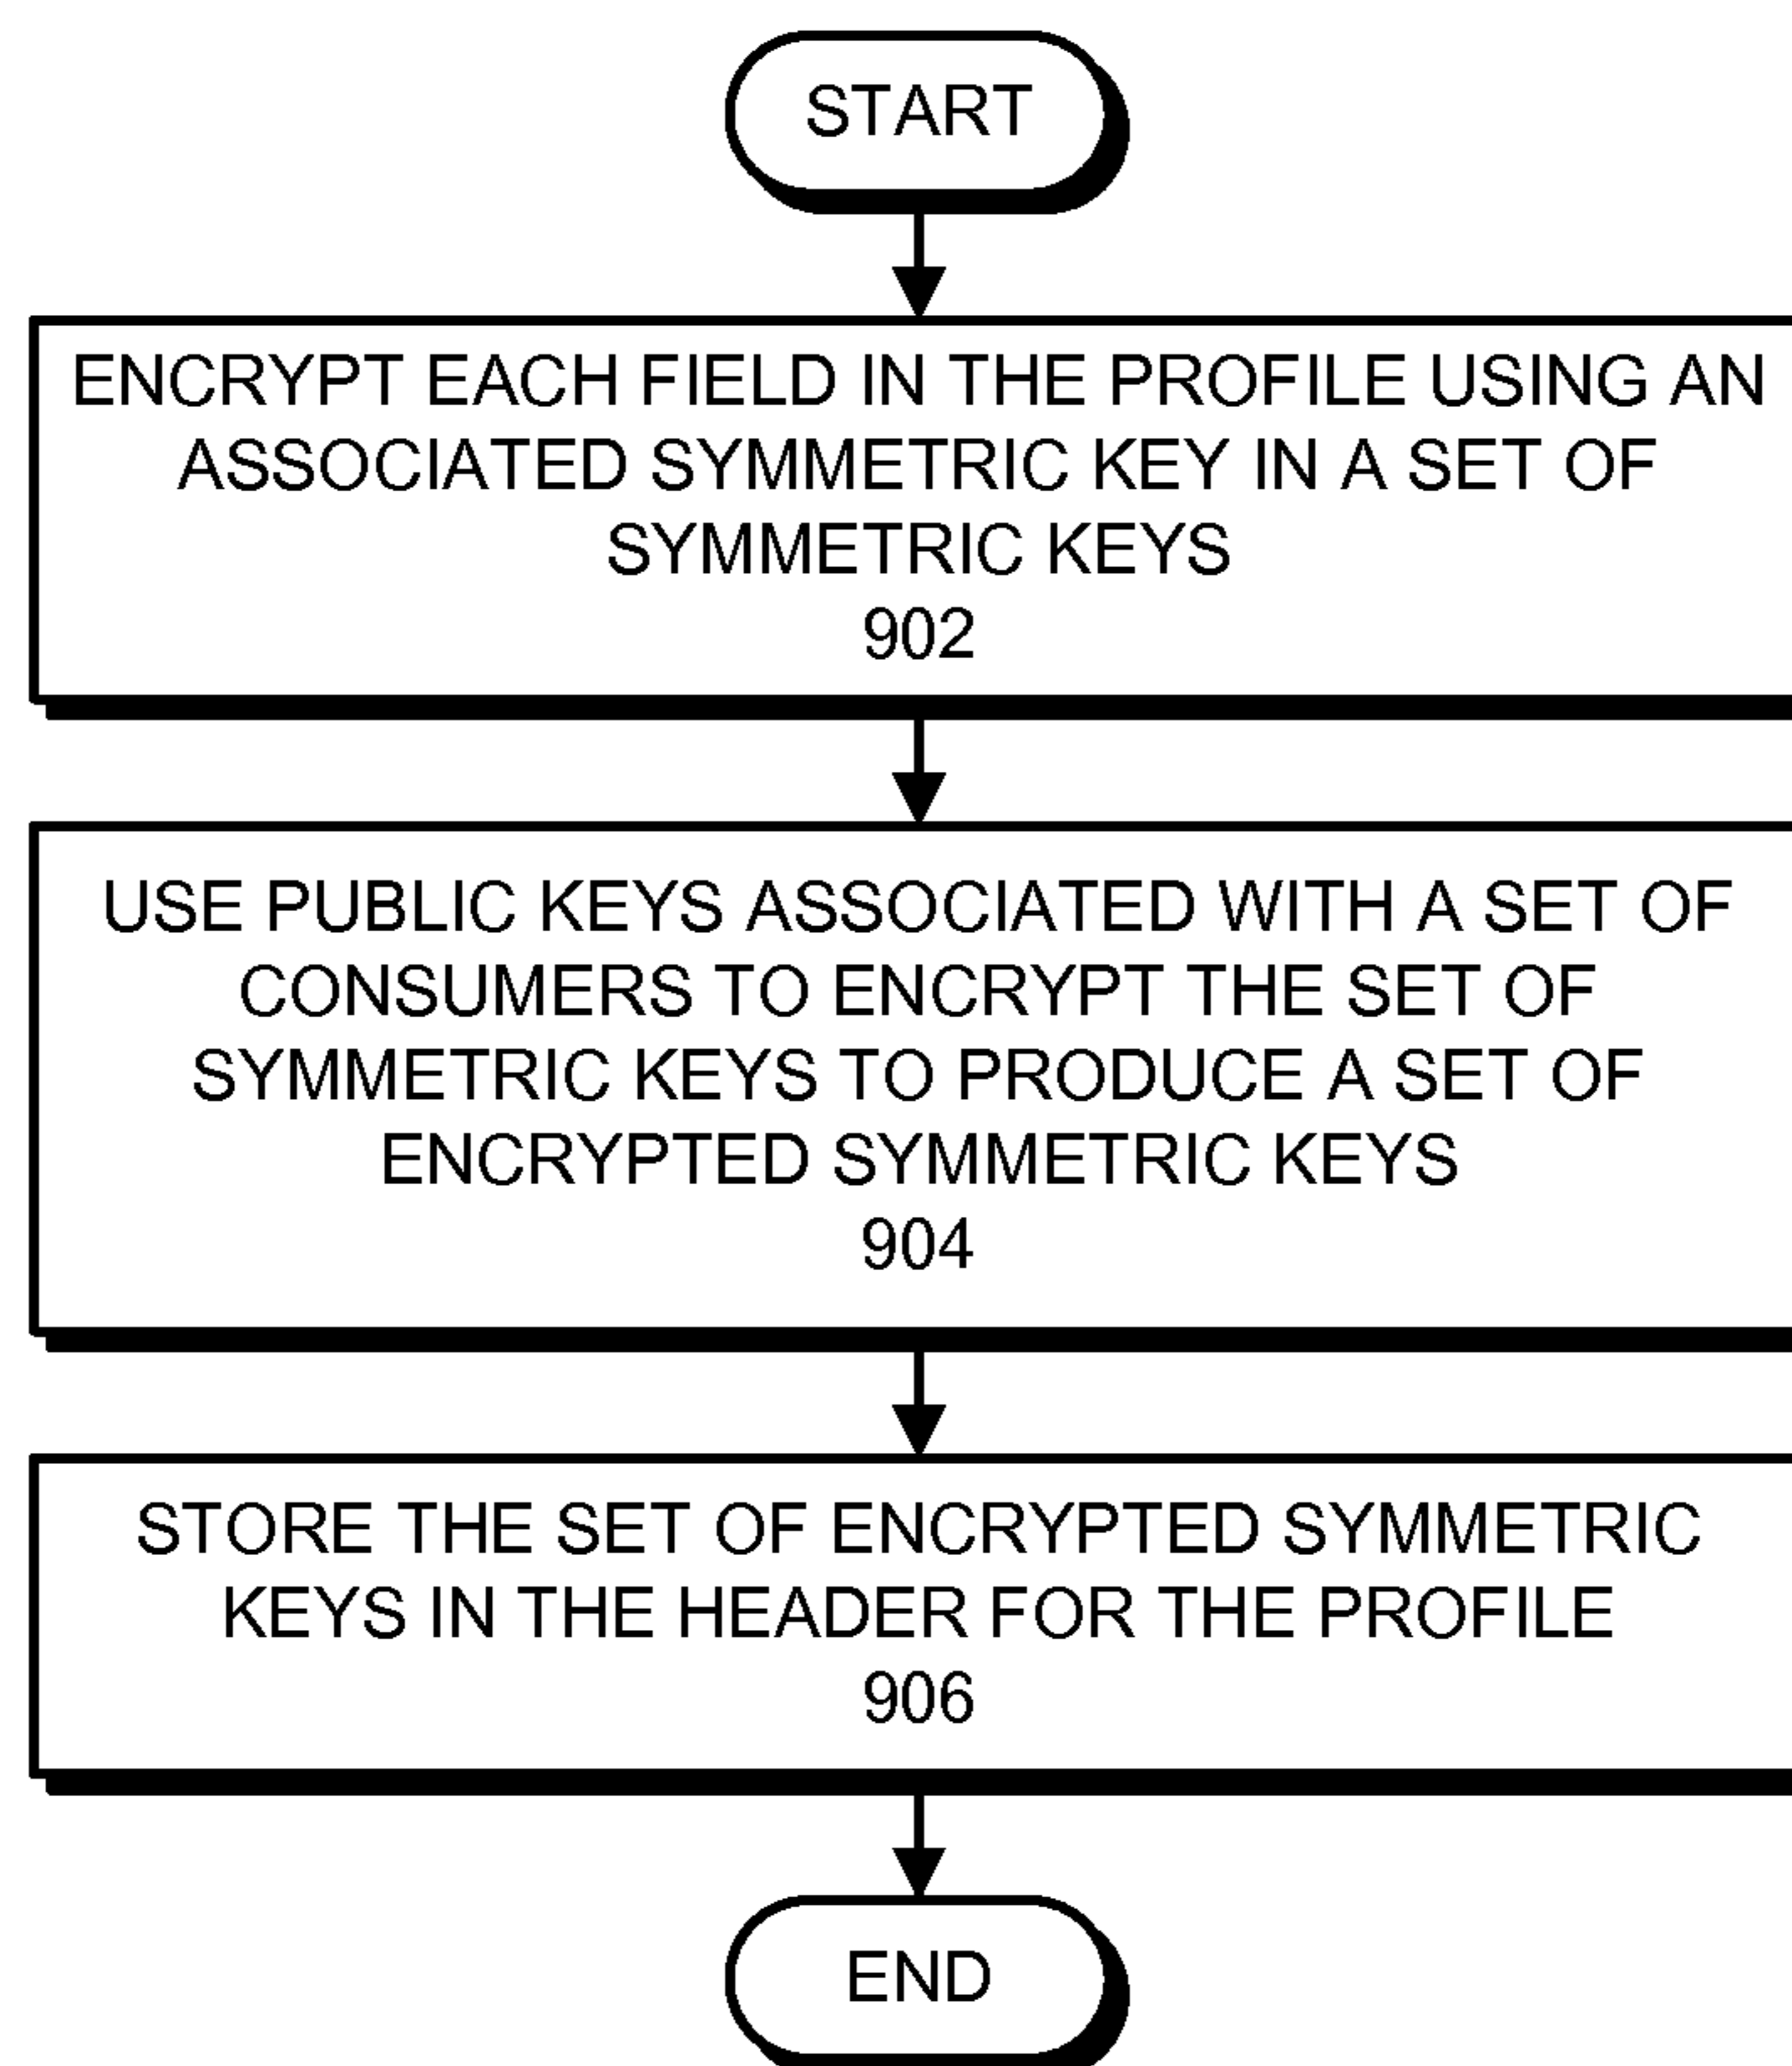 START
ENCRYPT EACH FIELD IN THE PROFILE USING AN
ASSOCIATED SYMMETRIC KEY IN A SET OF
SYMMETRIC KEYS
902
USE PUBLIC KEYS ASSOCIATED WITH A SET OF
CONSUMERS TO ENCRYPT THE SET OF
SYMMETRIC KEYS TO PRODUCE A SET OF
ENCRYPTED SYMMETRIC KEYS
904
STORE THE SET OF ENCRYPTED SYMMETRIC
KEYS IN THE HEADER FOR THE PROFILE
906
END